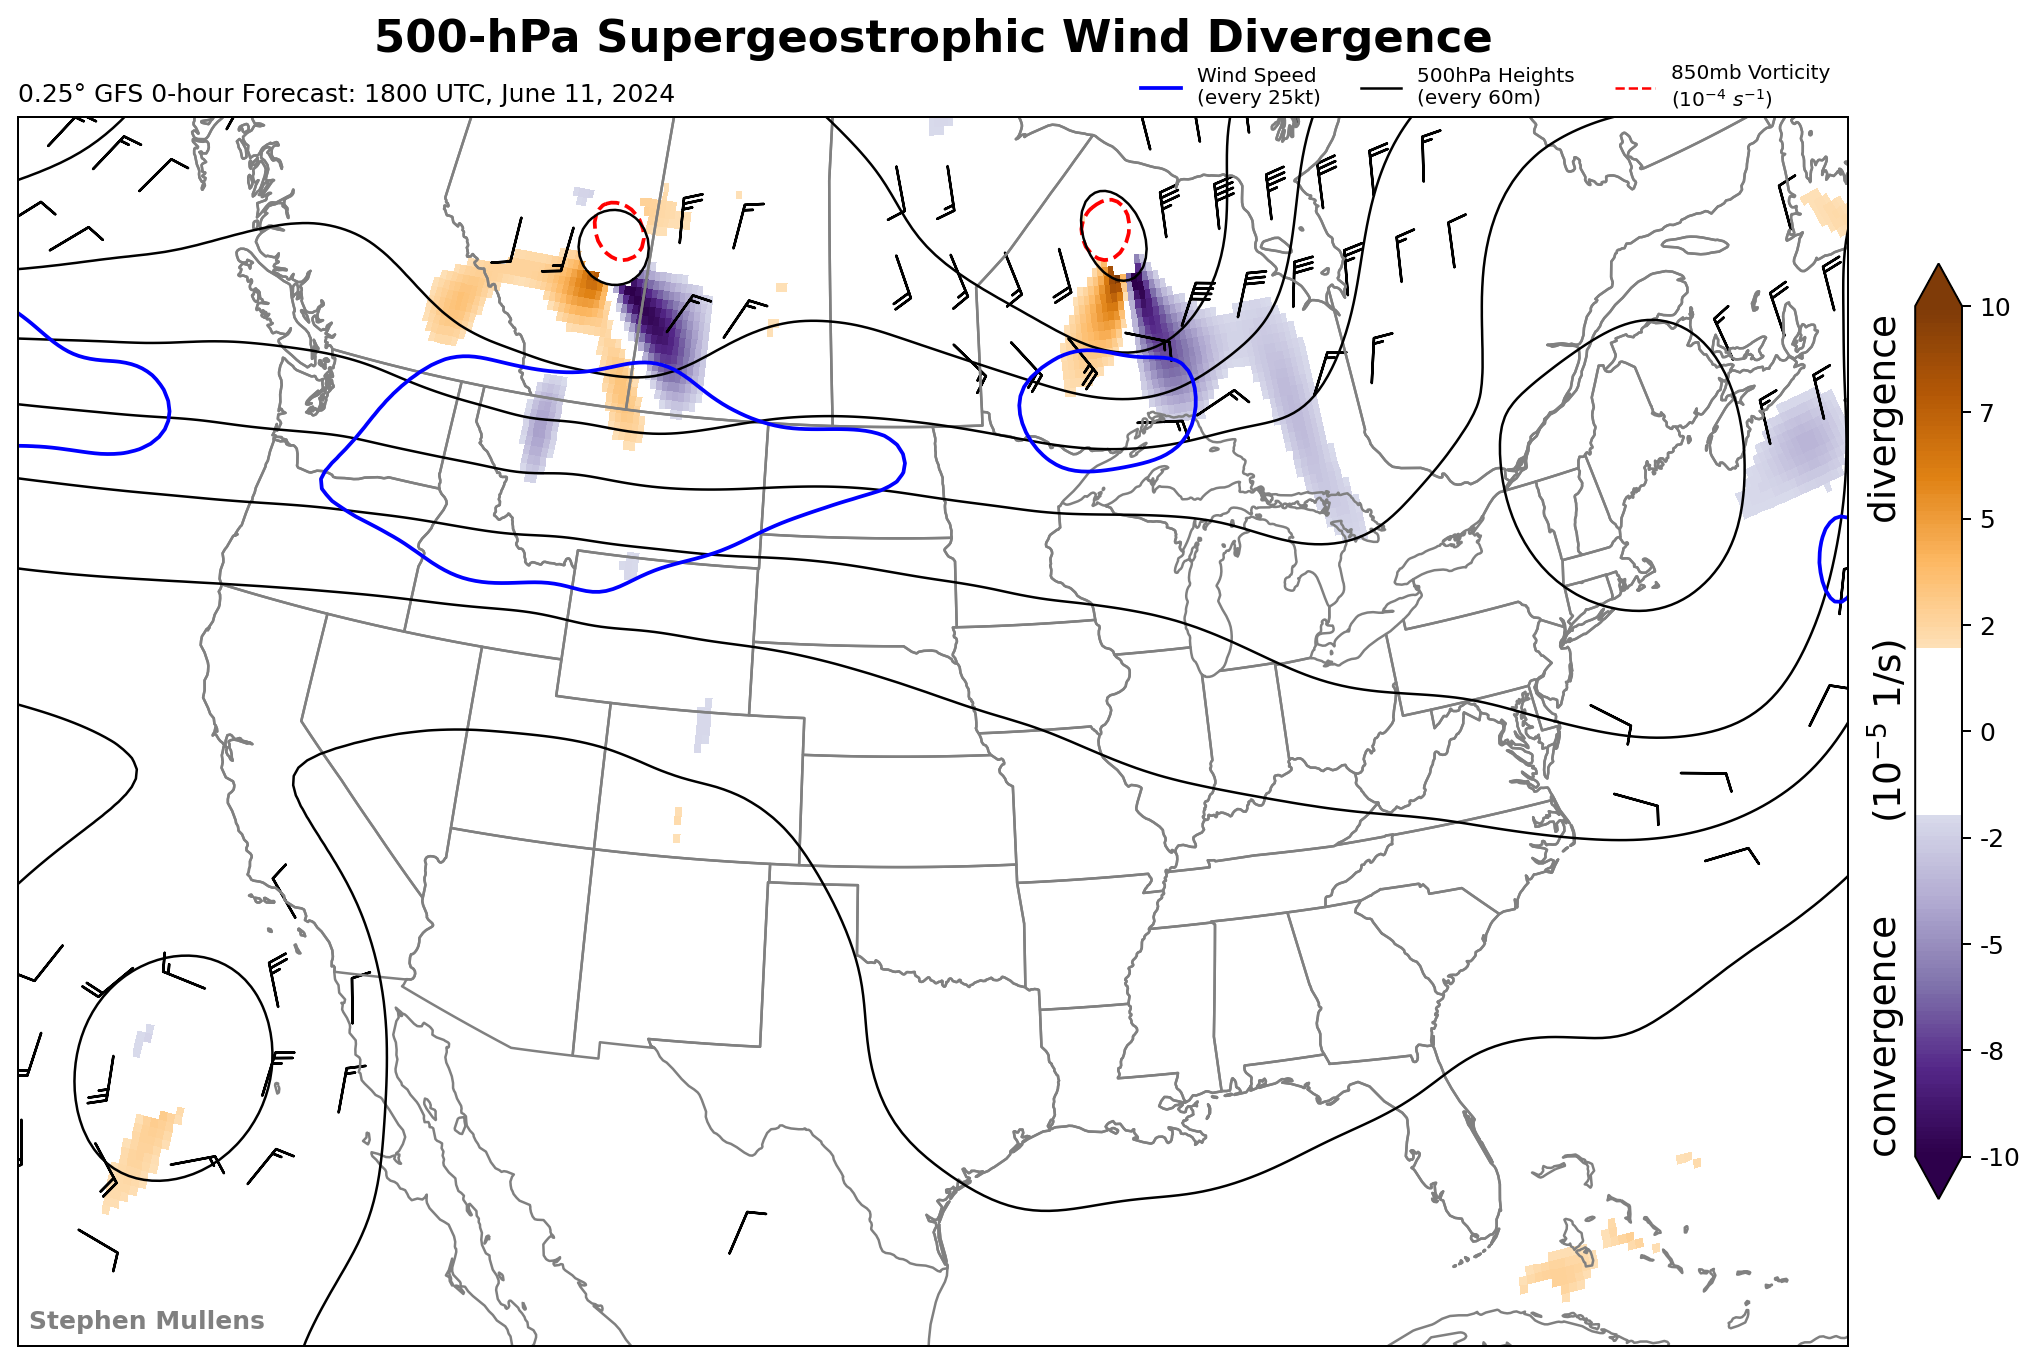 500-hPa Supergeostrophic Wind Divergence
0.25° GFS 0-hour Forecast: 1800 UTC, June 11, 2024
Wind Speed
(every 25kt)
500hPa Heights
(every 60m)
850mb Vorticity
(10⁻⁴ s⁻¹)
10
7
5
2
0
-2
-5
-8
-10
convergence (10⁻⁵ 1/s) divergence
Stephen Mullens